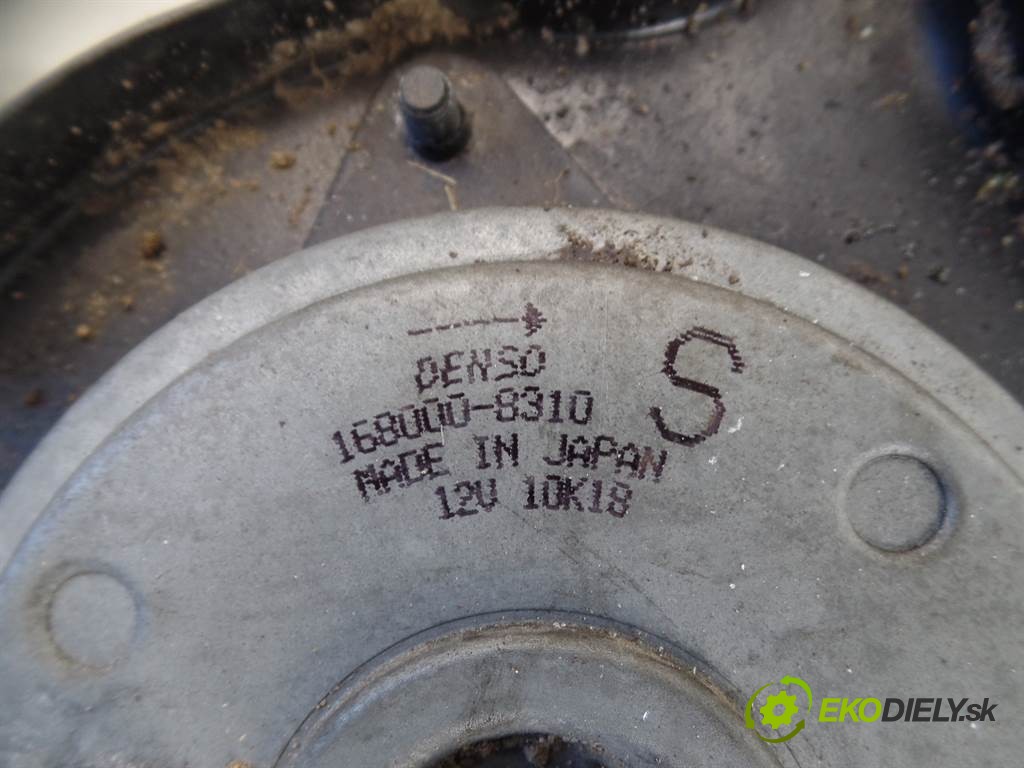 DENSO
S
168000-8310
MADE IN JAPAN
12V 10K18
EKODIELY.sk